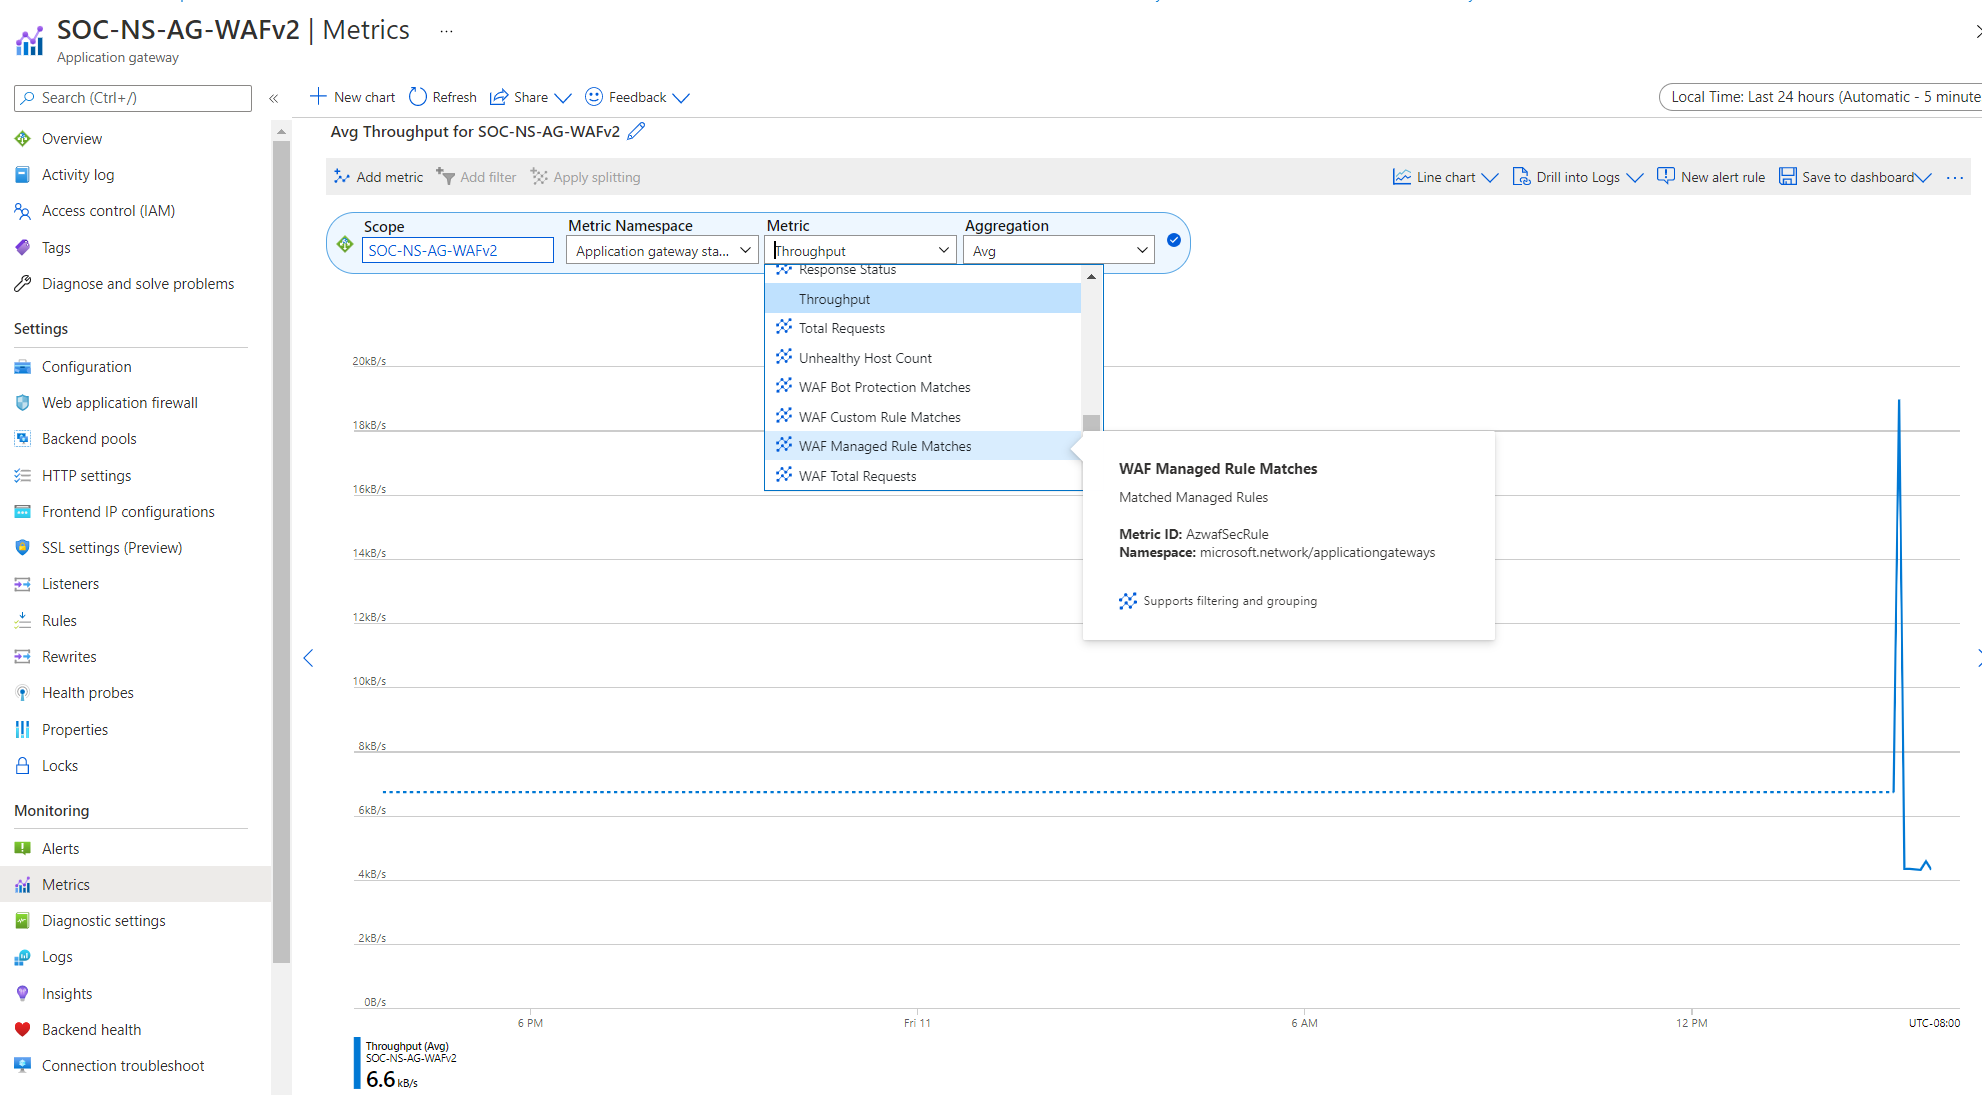 SOC-NS-AG-WAFv2 | Metrics ...
Application gateway
Search (Ctrl+/)
«
New chart
Refresh
Share
Feedback
Local Time: Last 24 hours (Automatic - 5 minute
Overview
Activity log
Access control (IAM)
Tags
Diagnose and solve problems
Settings
Configuration
Web application firewall
Backend pools
HTTP settings
Frontend IP configurations
SSL settings (Preview)
Listeners
Rules
Rewrites
Health probes
Properties
Locks
Monitoring
Alerts
Metrics
Diagnostic settings
Logs
Insights
Backend health
Connection troubleshoot
Avg Throughput for SOC-NS-AG-WAFv2
Add metric
Add filter
Apply splitting
Line chart
Drill into Logs
New alert rule
Save to dashboard
...
Scope
SOC-NS-AG-WAFv2
Metric Namespace
Application gateway sta...
Metric
Throughput
Aggregation
Avg
Response Status
Throughput
Total Requests
Unhealthy Host Count
WAF Bot Protection Matches
WAF Custom Rule Matches
WAF Managed Rule Matches
WAF Total Requests
WAF Managed Rule Matches
Matched Managed Rules
Metric ID: AzwafSecRule
Namespace: microsoft.network/applicationgateways
Supports filtering and grouping
20kB/s
18kB/s
16kB/s
14kB/s
12kB/s
10kB/s
8kB/s
6kB/s
4kB/s
2kB/s
0B/s
6 PM
Fri 11
6 AM
12 PM
UTC-08:00
Throughput (Avg)
SOC-NS-AG-WAFv2
6.6 kB/s